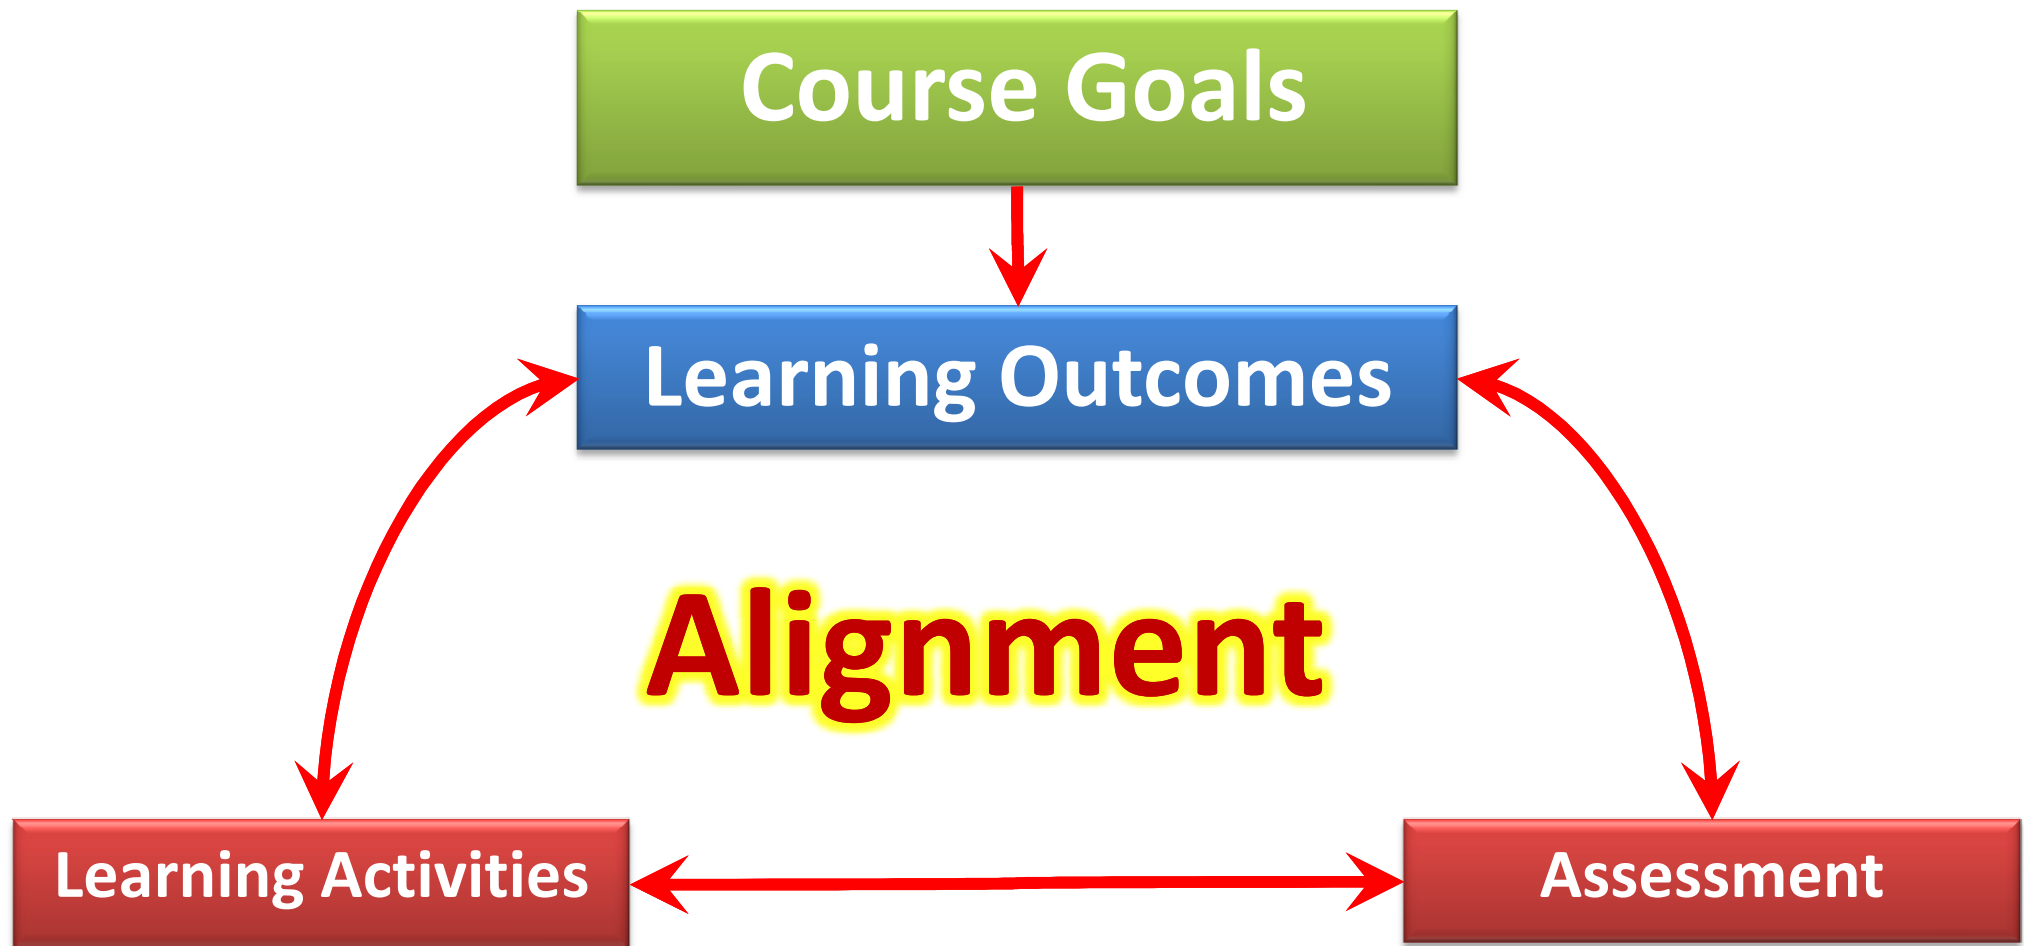 Course Goals
Learning Outcomes
Alignment
Learning Activities
Assessment